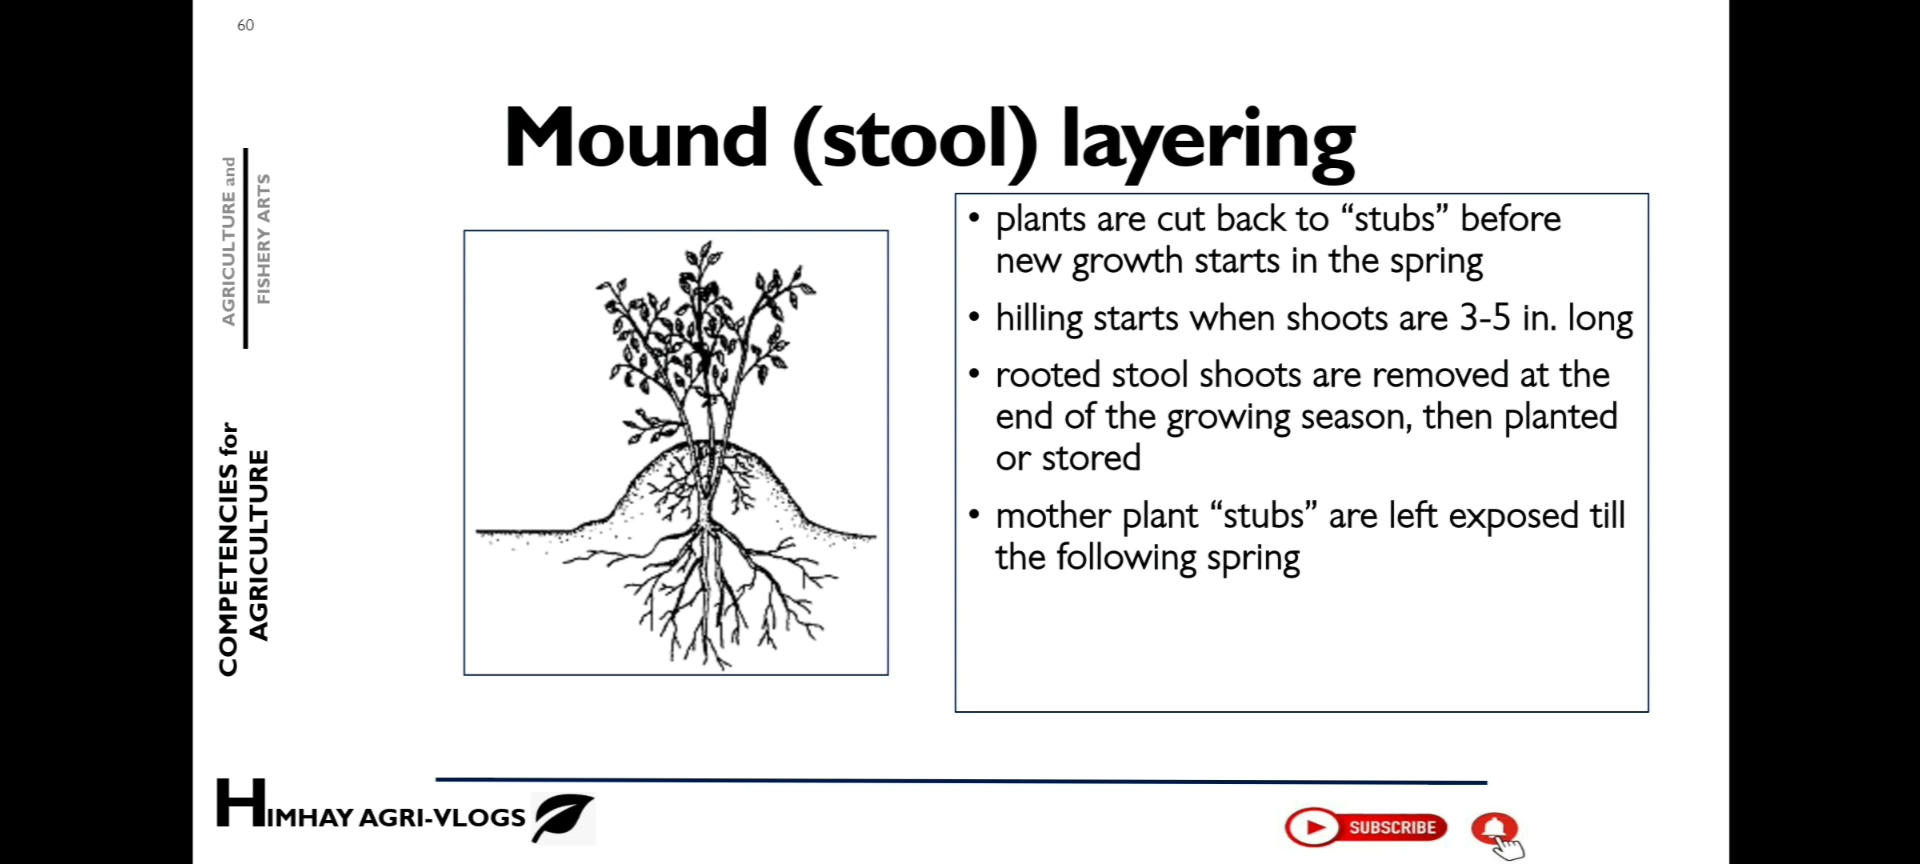 60
Mound (stool) layering
AGRICULTURE and
FISHERY ARTS
COMPETENCIES for
AGRICULTURE
• plants are cut back to “stubs” before
new growth starts in the spring
• hilling starts when shoots are 3-5 in. long
• rooted stool shoots are removed at the
end of the growing season, then planted
or stored
• mother plant “stubs” are left exposed till
the following spring
HIMHAY AGRI-VLOGS
SUBSCRIBE